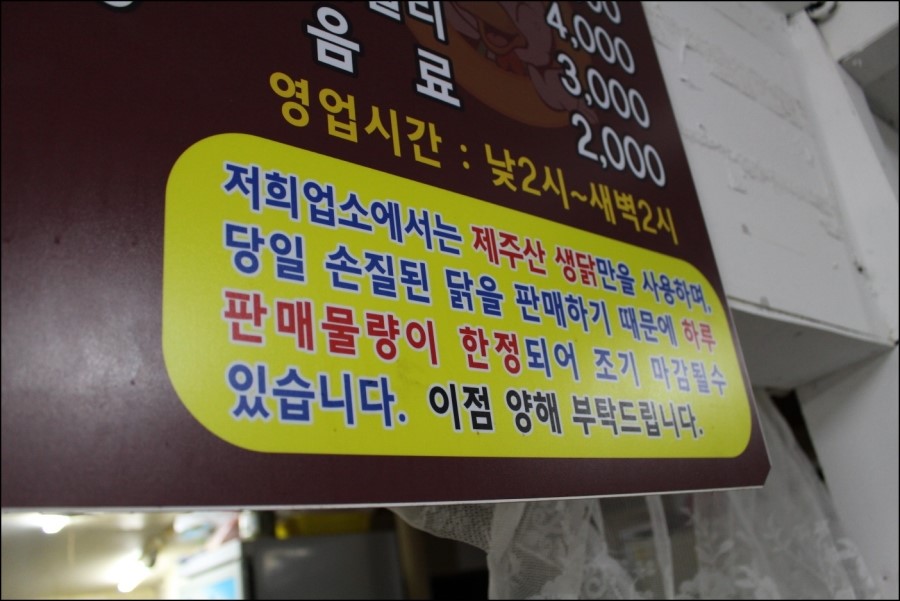 4,000
3,000
음료 2,000
영업시간 : 낮2시~새벽2시
저희업소에서는 제주산 생닭만을 사용하며,
당일 손질된 닭을 판매하기 때문에 하루
판매물량이 한정되어 조기 마감될수
있습니다. 이점 양해 부탁드립니다.